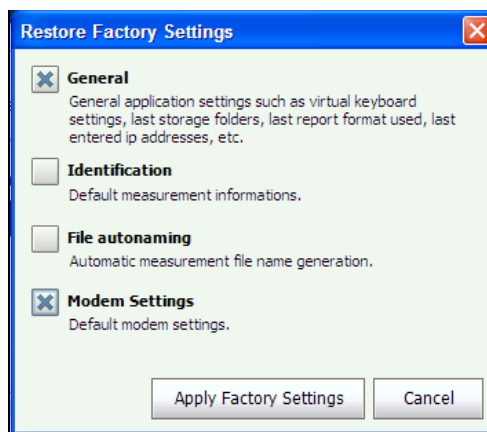 Restore Factory Settings
General
General application settings such as virtual keyboard
settings, last storage folders, last report format used, last
entered ip addresses, etc.
Identification
Default measurement informations.
File autonaming
Automatic measurement file name generation.
Modem Settings
Default modem settings.
Apply Factory Settings
Cancel